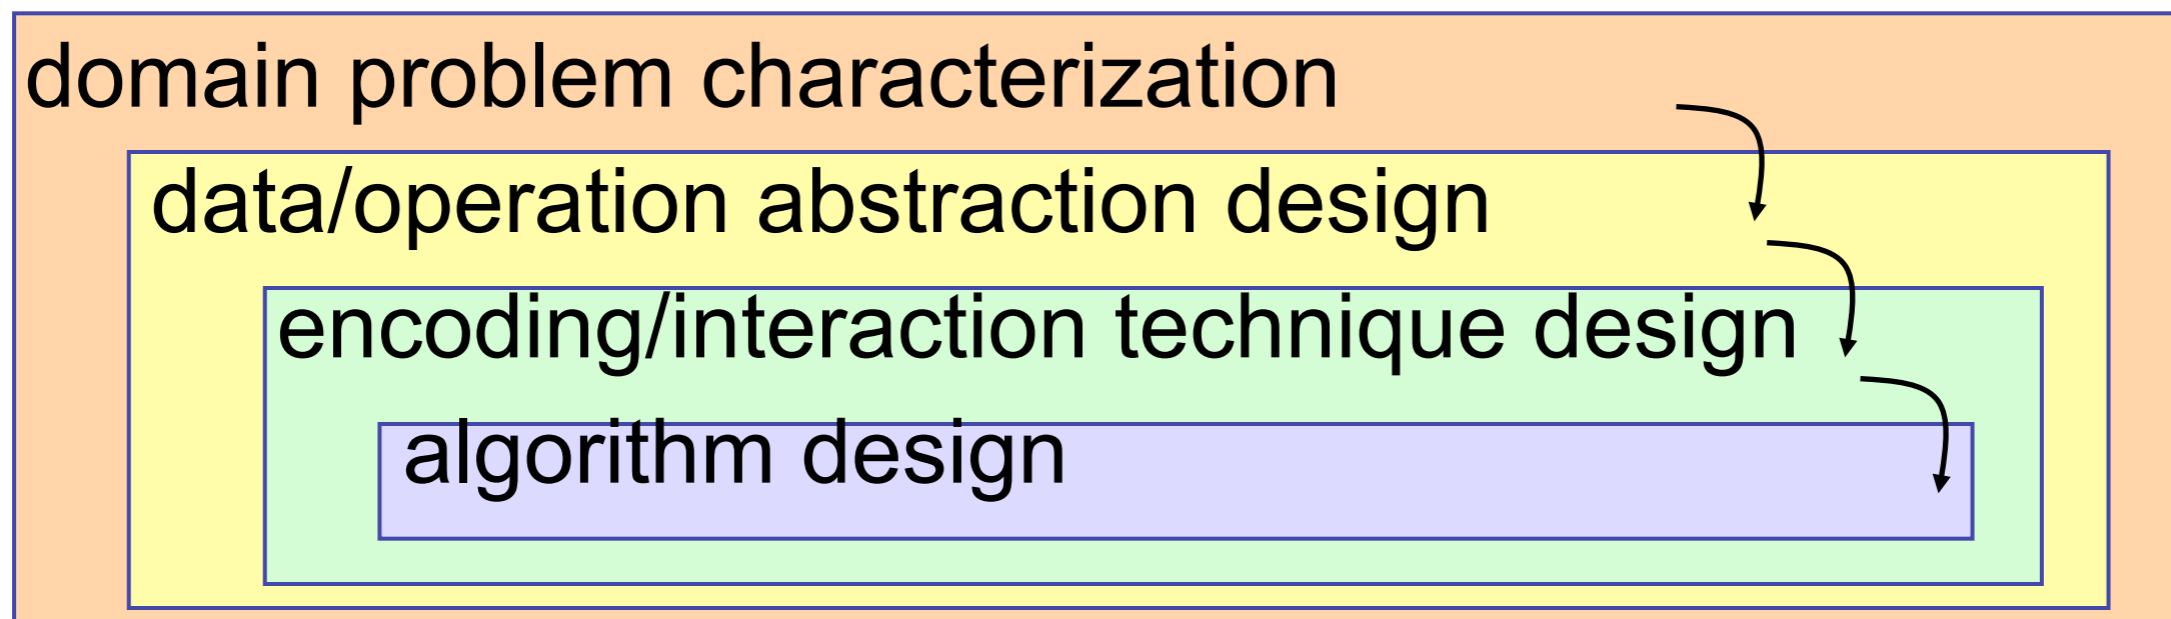 domain problem characterization
data/operation abstraction design
encoding/interaction technique design
algorithm design